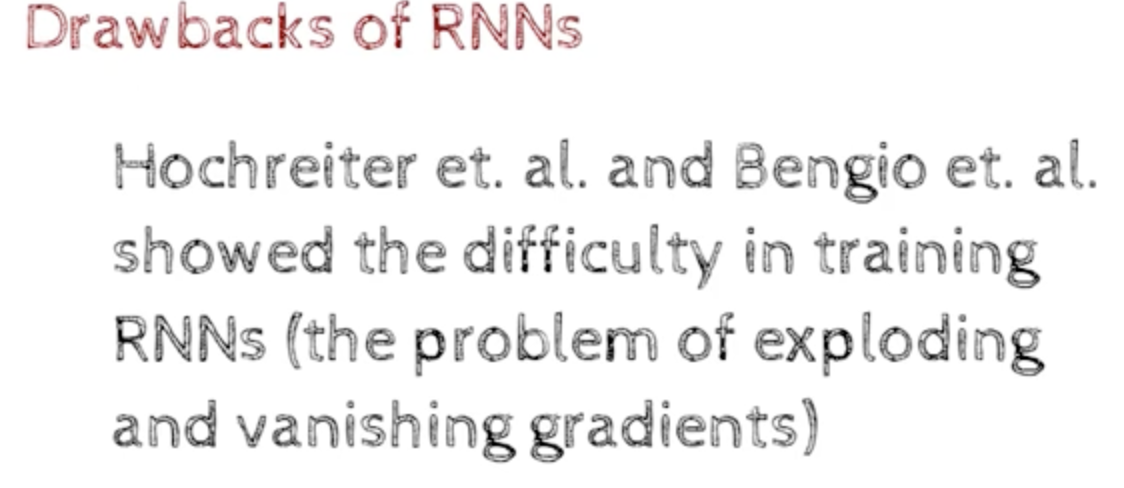 Drawbacks of RNNs
Hochreiter et. al. and Bengio et. al.
showed the difficulty in training
RNNs (the problem of exploding
and vanishing gradients)